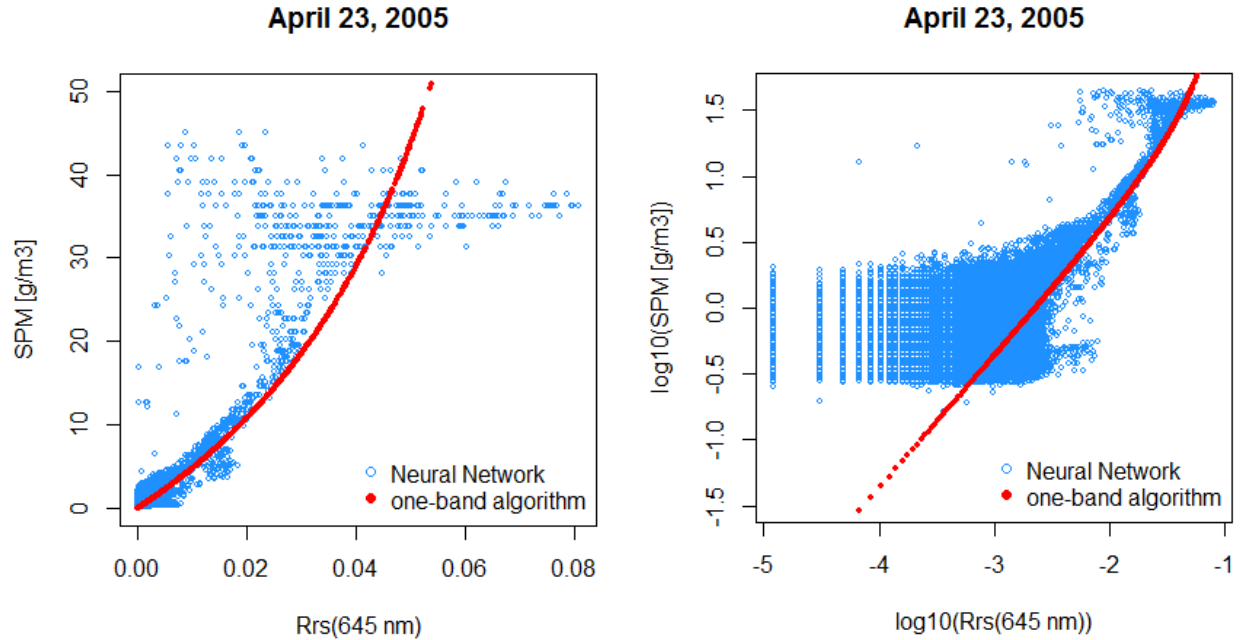 April 23, 2005
SPM [g/m3]
50
40
30
20
10
0
Neural Network
one-band algorithm
0.00 0.02 0.04 0.06 0.08
Rrs(645 nm)
April 23, 2005
log10(SPM [g/m3])
1.5
1.0
0.5
0.0
-0.5
-1.0
-1.5
Neural Network
one-band algorithm
-5 -4 -3 -2 -1
log10(Rrs(645 nm))